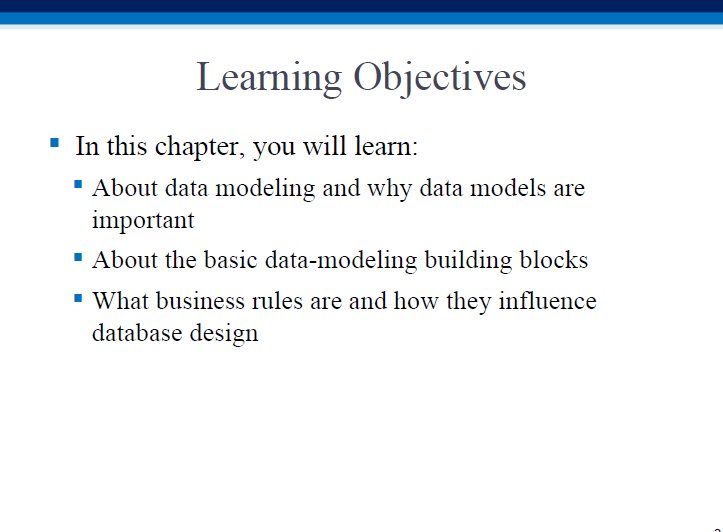 Learning Objectives
In this chapter, you will learn:
About data modeling and why data models are
important
About the basic data-modeling building blocks
What business rules are and how they influence
database design